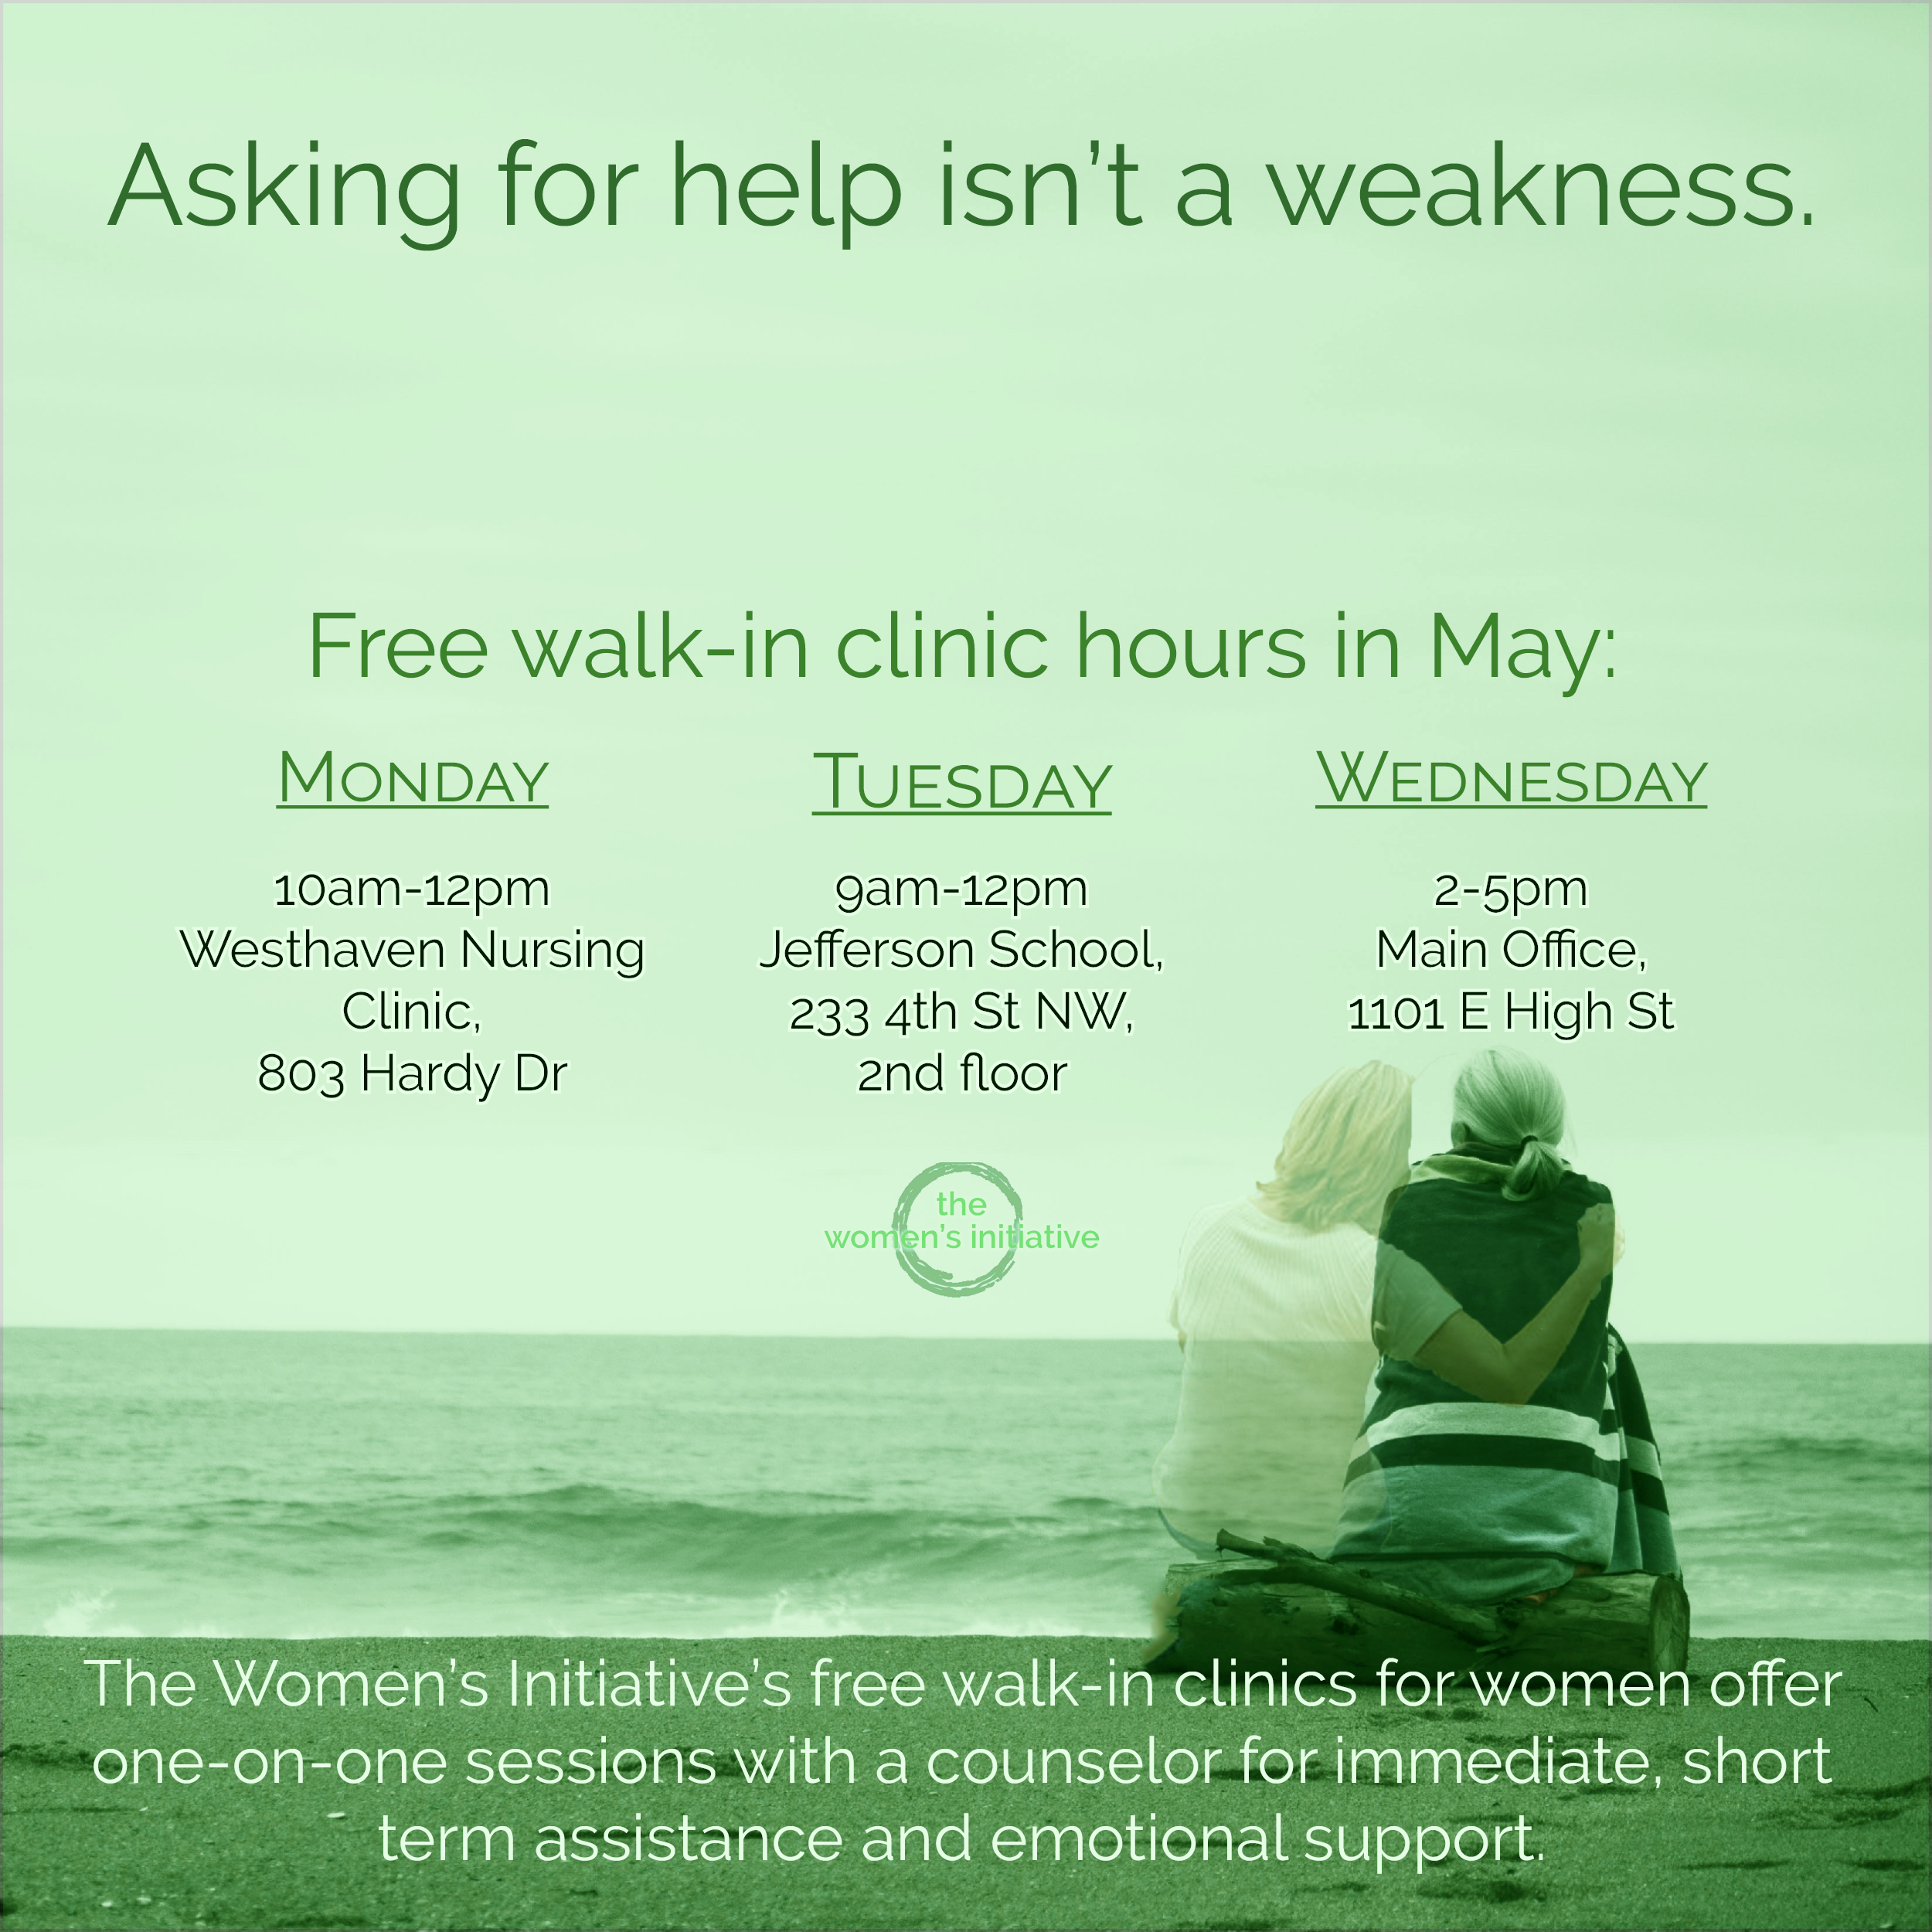 Asking for help isn’t a weakness.
Free walk-in clinic hours in May:
MONDAY
10am-12pm
Westhaven Nursing
Clinic,
803 Hardy Dr
TUESDAY
9am-12pm
Jefferson School,
233 4th St NW,
2nd floor
WEDNESDAY
2-5pm
Main Office,
1101 E High St
the
women’s initiative
The Women’s Initiative’s free walk-in clinics for women offer
one-on-one sessions with a counselor for immediate, short
term assistance and emotional support.